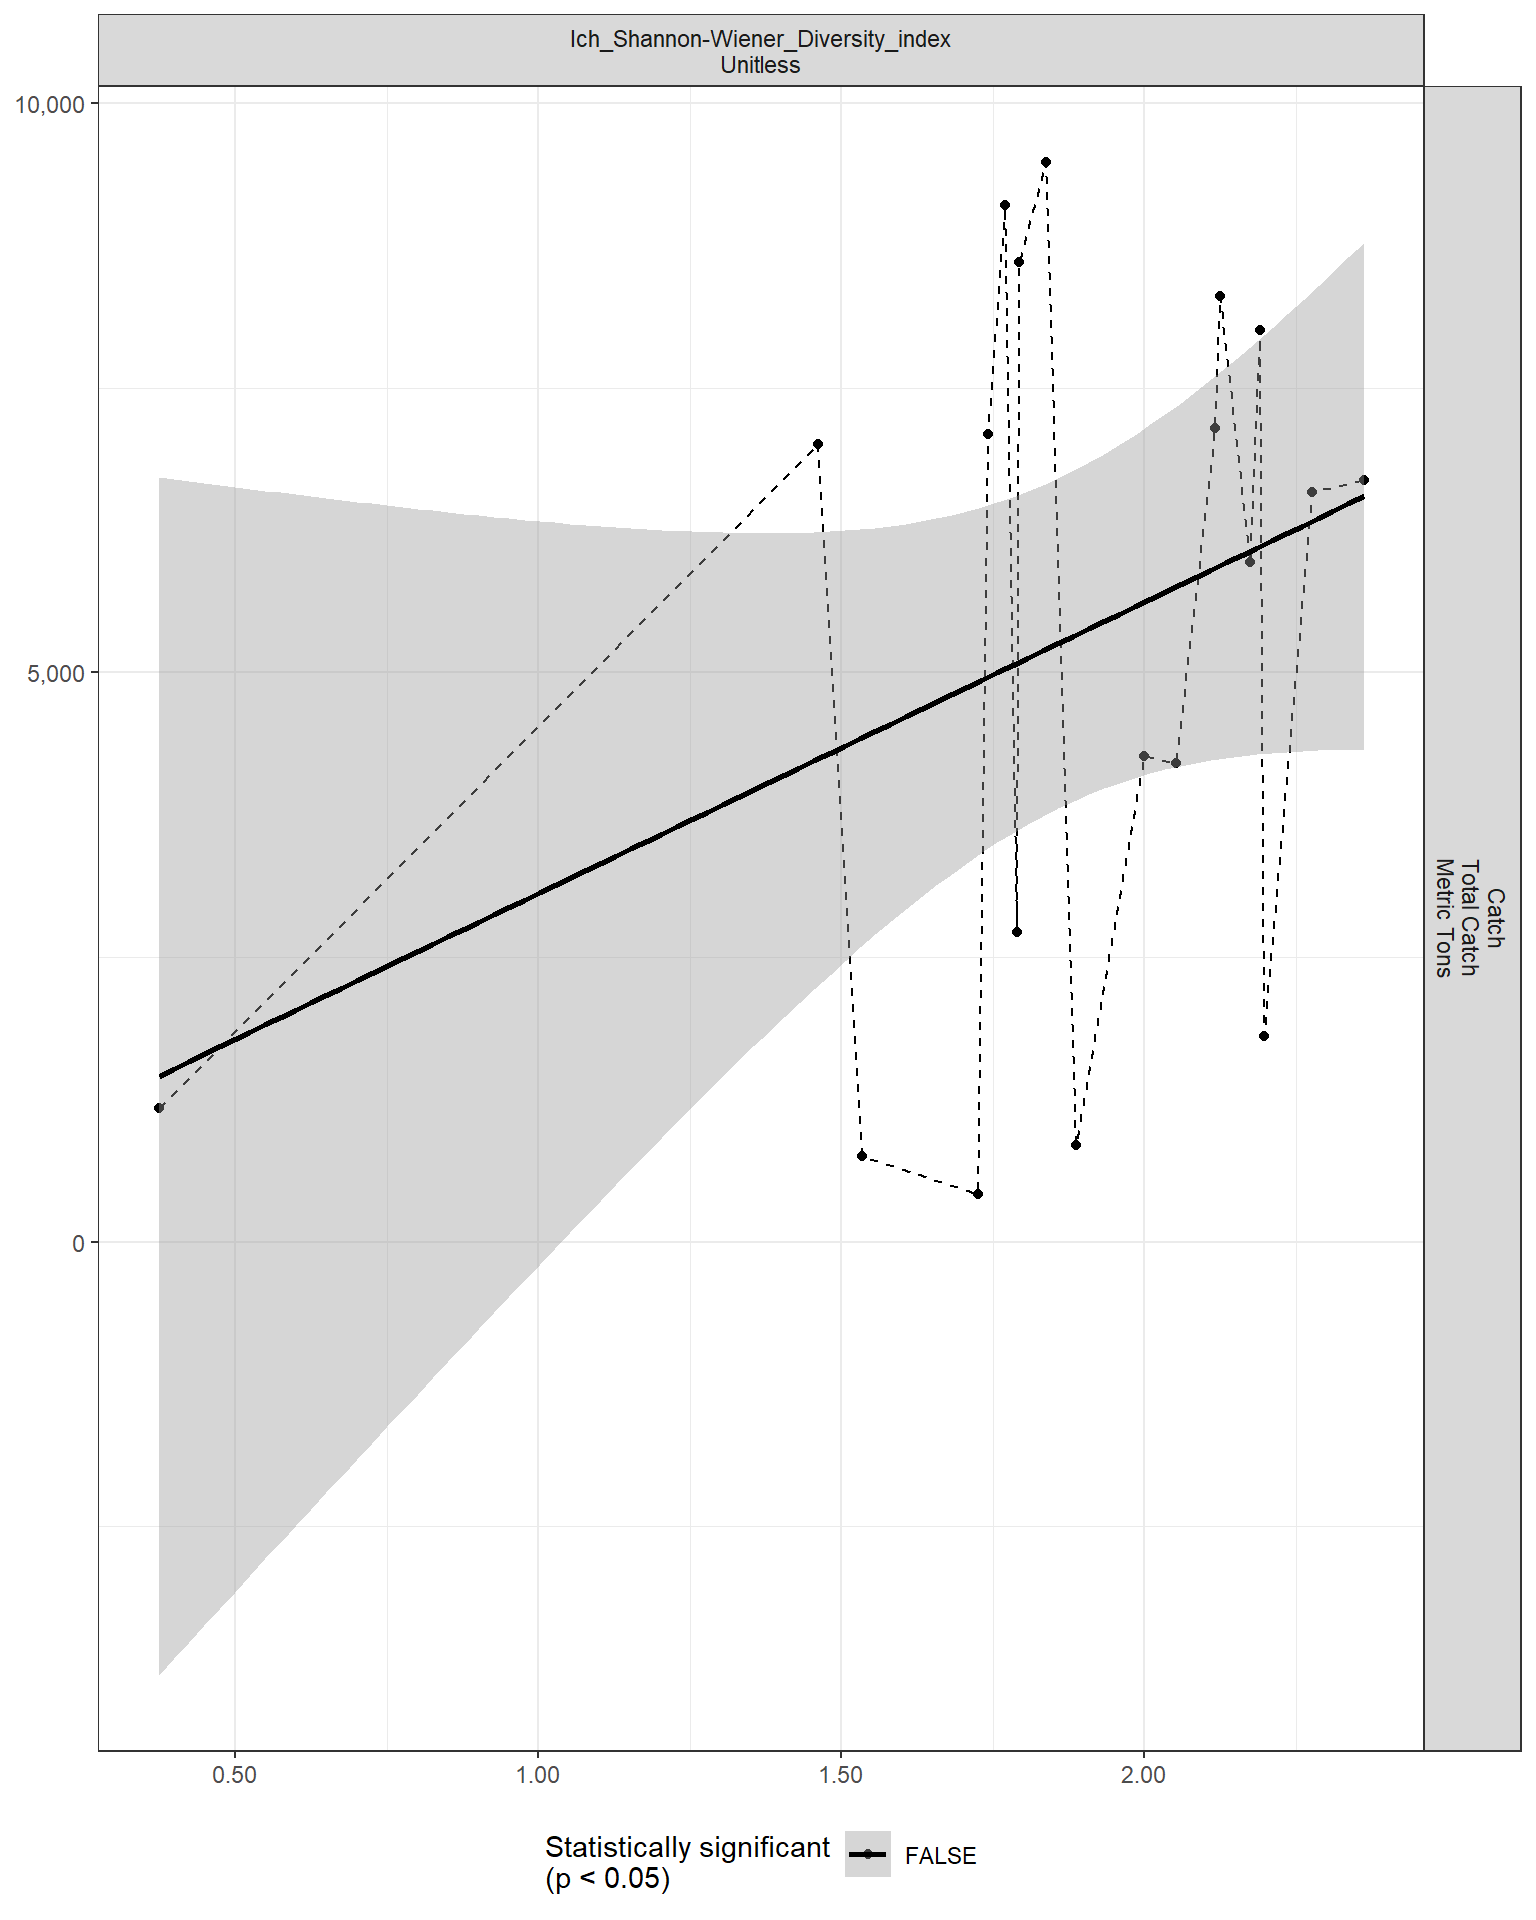 Ich_Shannon-Wiener_Diversity_index
Unitless
10,000
5,000
0
Catch
Total Catch
Metric Tons
0.50
1.00
1.50
2.00
Statistically significant
(p < 0.05)
FALSE